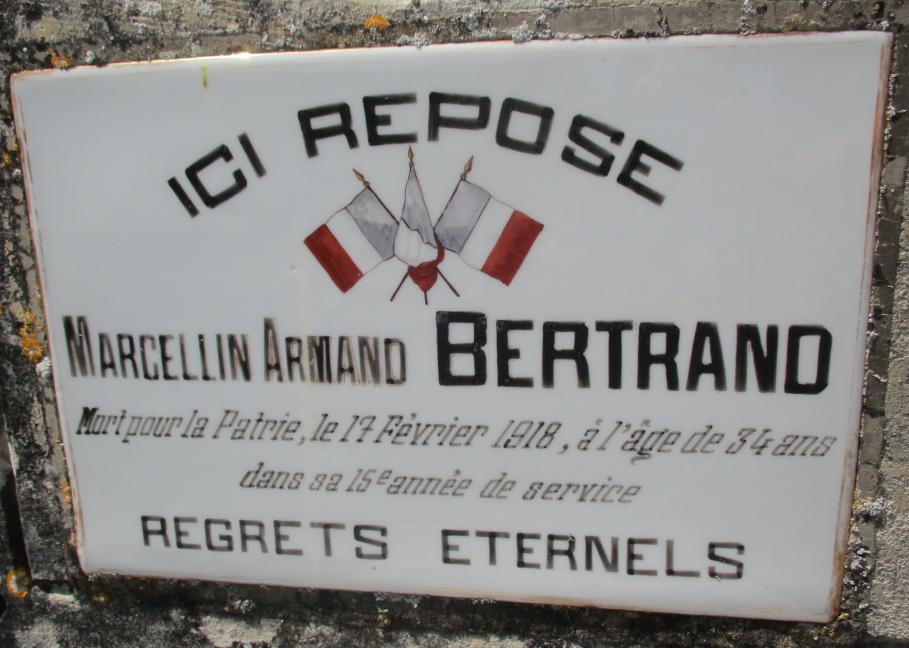 ICI REPOSE
MARCELLIN ARMAND BERTRAND
Mort pour la Patrie, le 17 Février 1918, à l'âge de 34 ans
dans sa 15e année de service
REGRETS ETERNELS